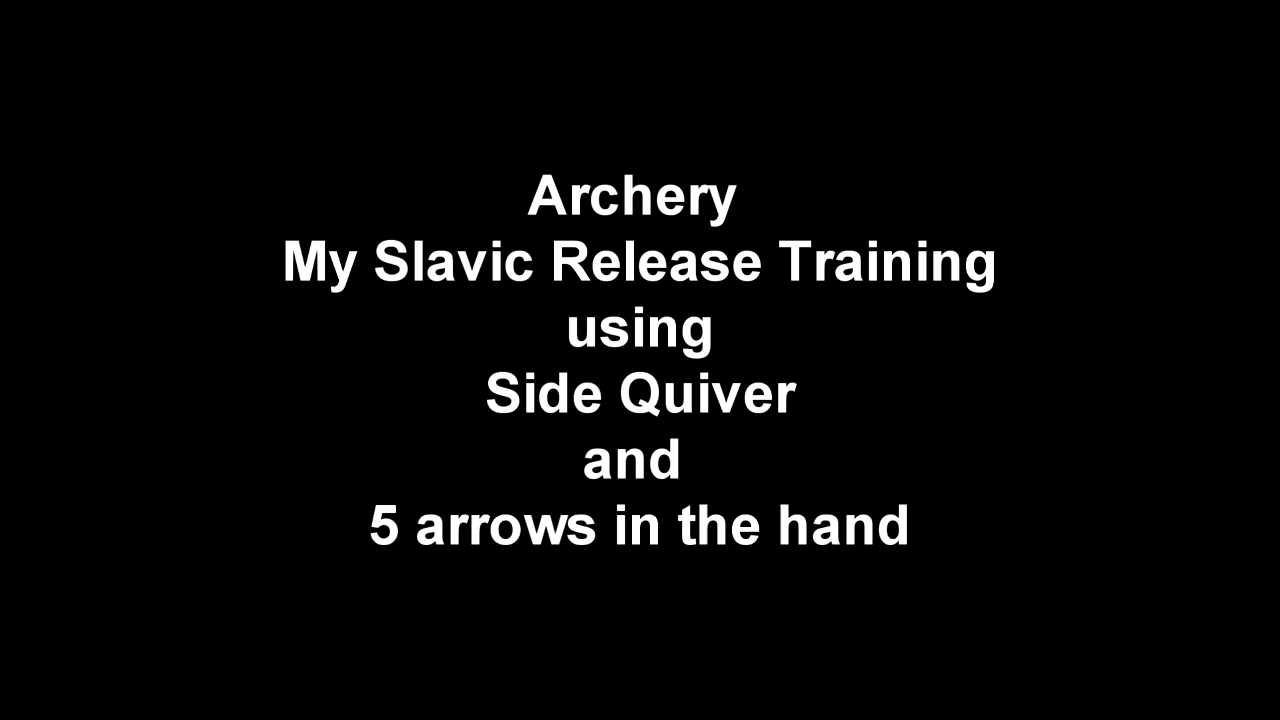 Archery
My Slavic Release Training
using
Side Quiver
and
5 arrows in the hand